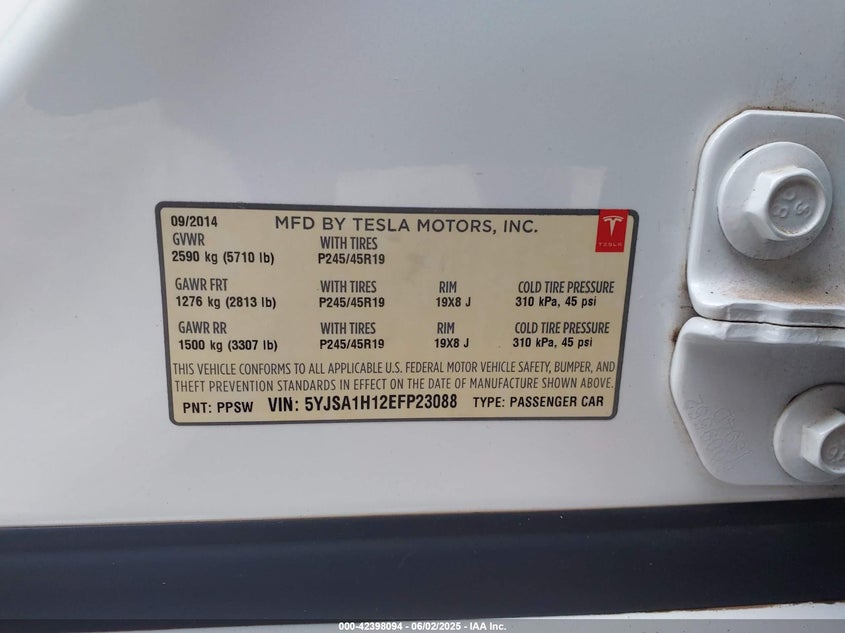 09/2014 MFD BY TESLA MOTORS, INC.
TESLA
GVWR WITH TIRES
2590 kg (5710 lb) P245/45R19
GAWR FRT WITH TIRES RIM COLD TIRE PRESSURE
1276 kg (2813 lb) P245/45R19 19X8 J 310 kPa, 45 psi
GAWR RR WITH TIRES RIM COLD TIRE PRESSURE
1500 kg (3307 lb) P245/45R19 19X8 J 310 kPa, 45 psi
THIS VEHICLE CONFORMS TO ALL APPLICABLE U.S. FEDERAL MOTOR VEHICLE SAFETY, BUMPER, AND
THEFT PREVENTION STANDARDS IN EFFECT ON THE DATE OF MANUFACTURE SHOWN ABOVE.
PNT: PPSW VIN: 5YJSA1H12EFP23088 TYPE: PASSENGER CAR
000-42398094 - 06/02/2025 - IAA Inc.